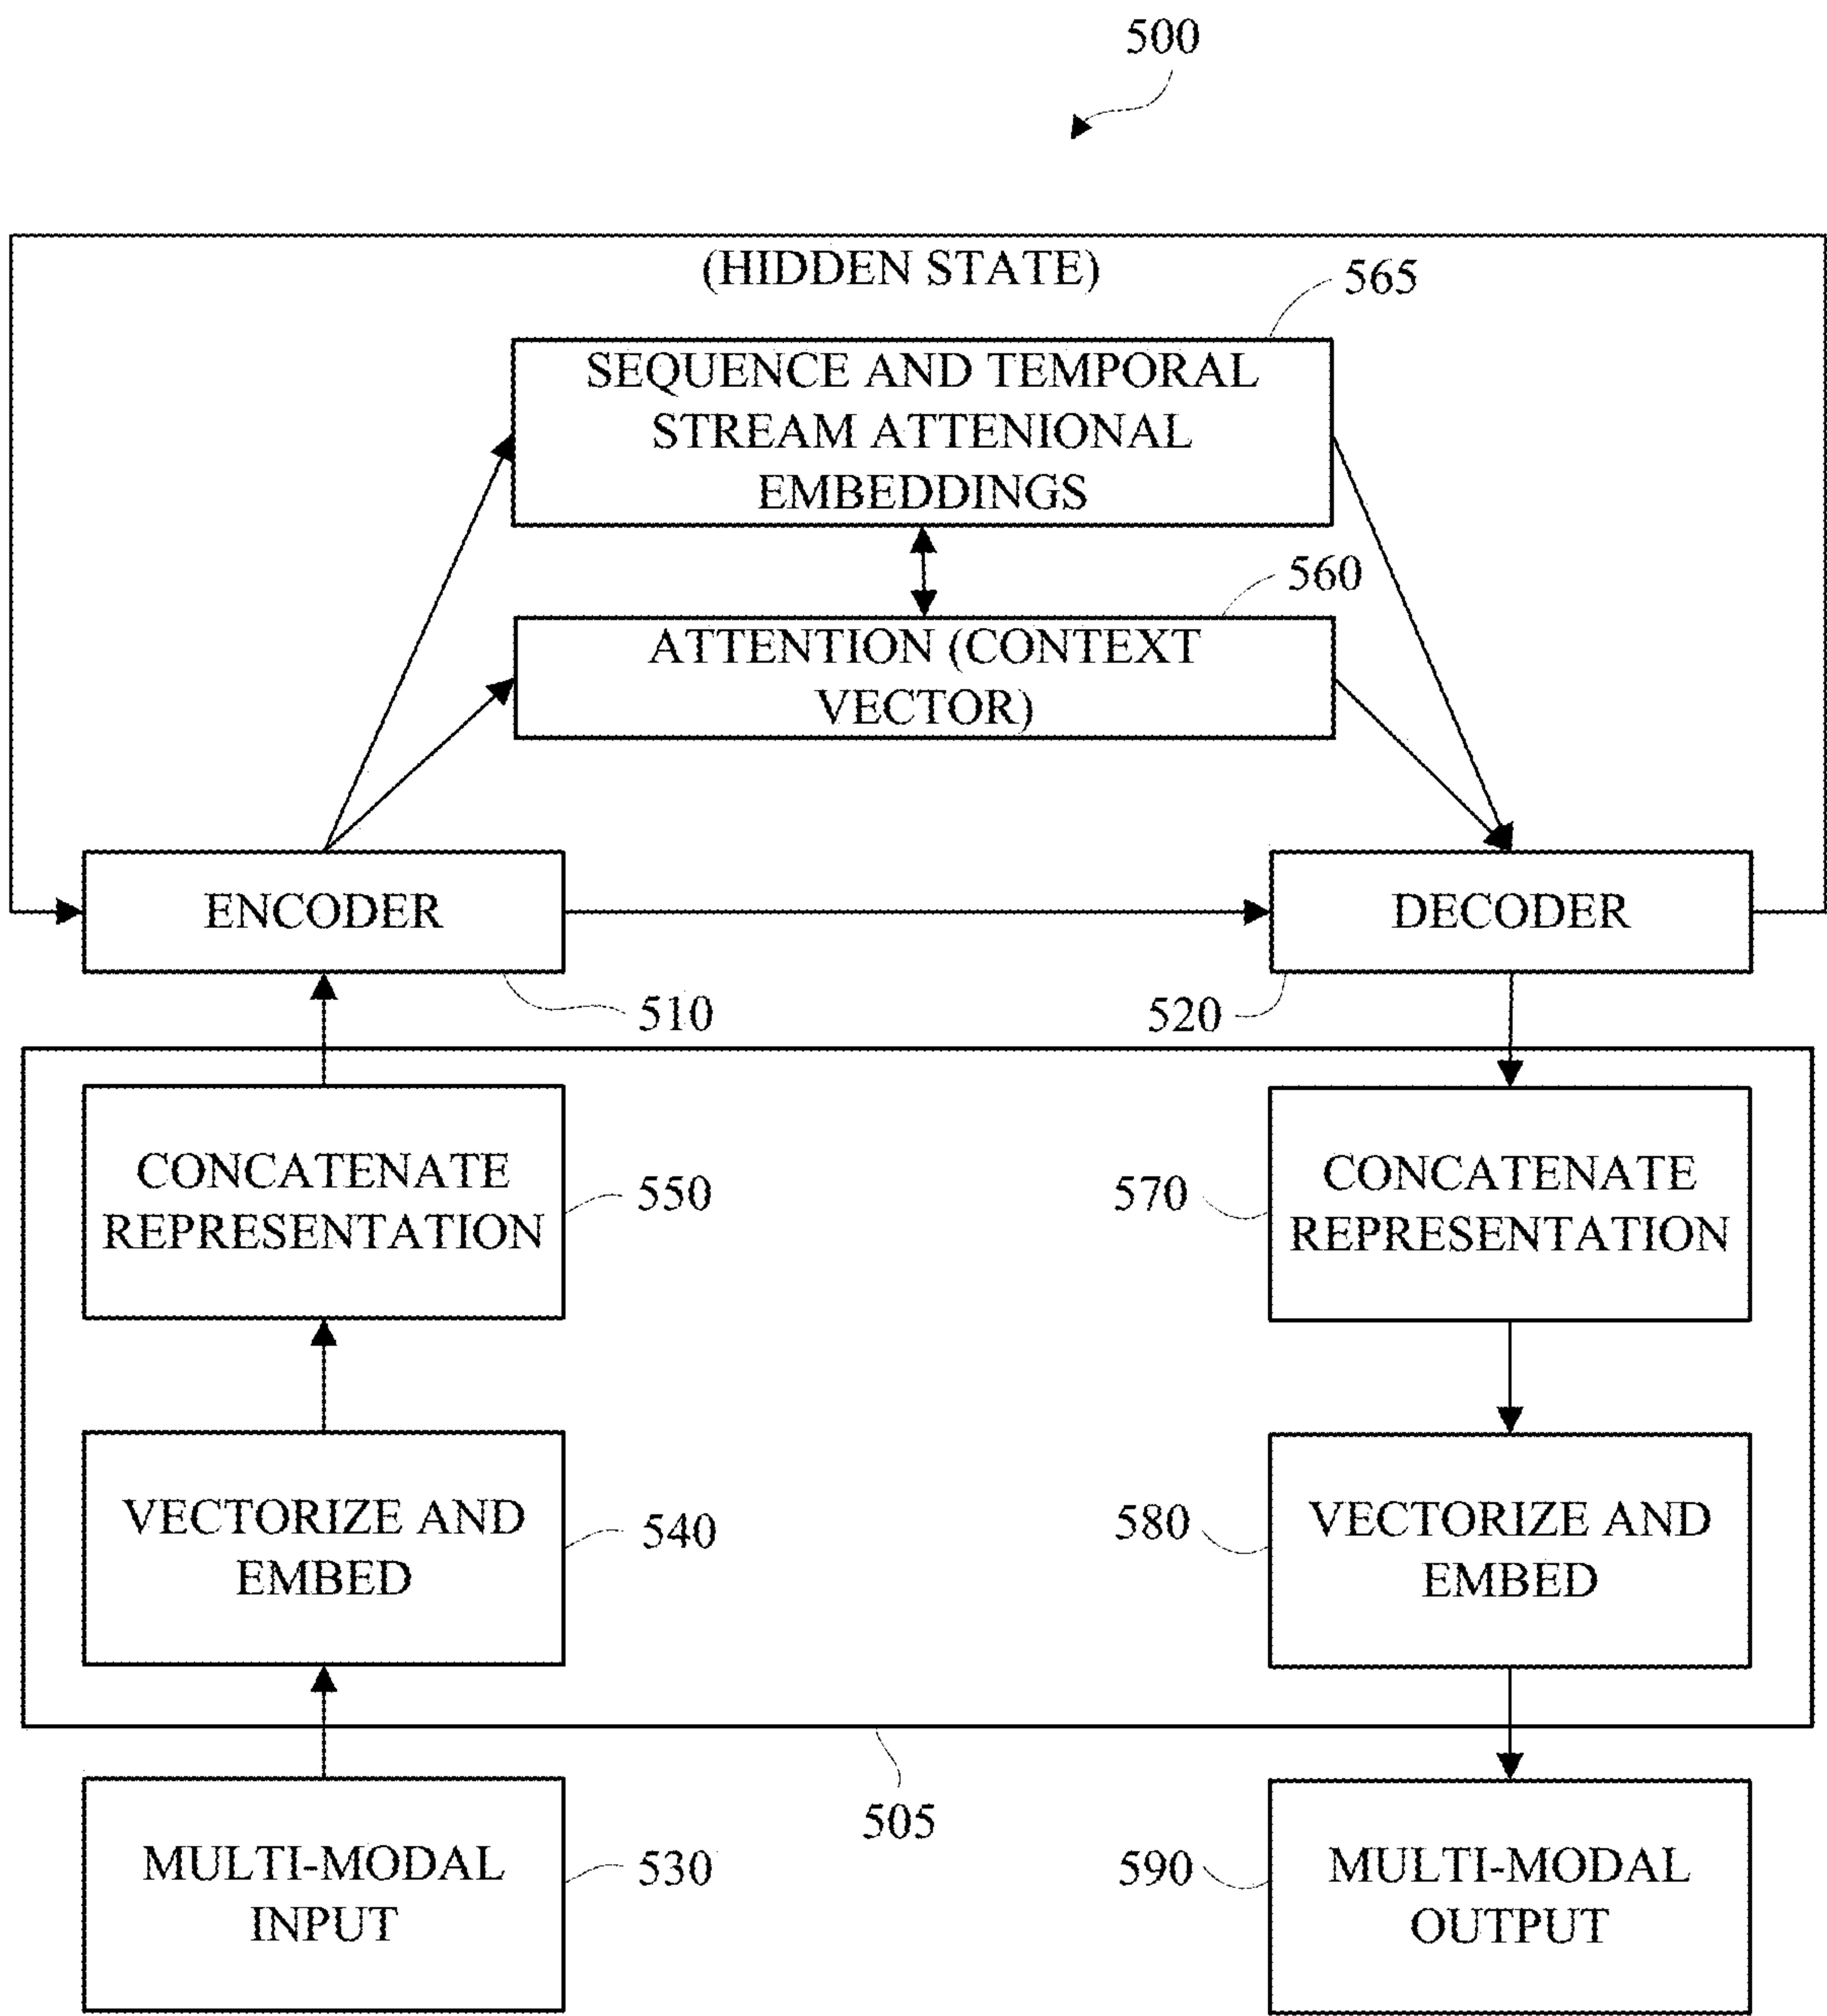 500
(HIDDEN STATE)
565
SEQUENCE AND TEMPORAL
STREAM ATTENIONAL
EMBEDDINGS
560
ATTENTION (CONTEXT
VECTOR)
ENCODER
DECODER
510
520
CONCATENATE
REPRESENTATION
550
570
CONCATENATE
REPRESENTATION
VECTORIZE AND
EMBED
540
580
VECTORIZE AND
EMBED
505
MULTI-MODAL
INPUT
530
590
MULTI-MODAL
OUTPUT